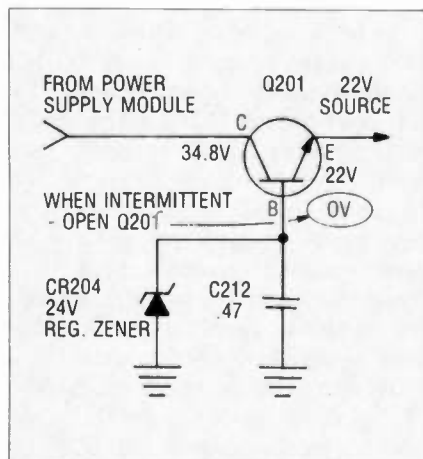 FROM POWER Q201 22V
SUPPLY MODULE SOURCE
C
34.8V E
22V
WHEN INTERMITTENT
- OPEN Q201 B 0V
CR204 C212
24V .47
REG. ZENER